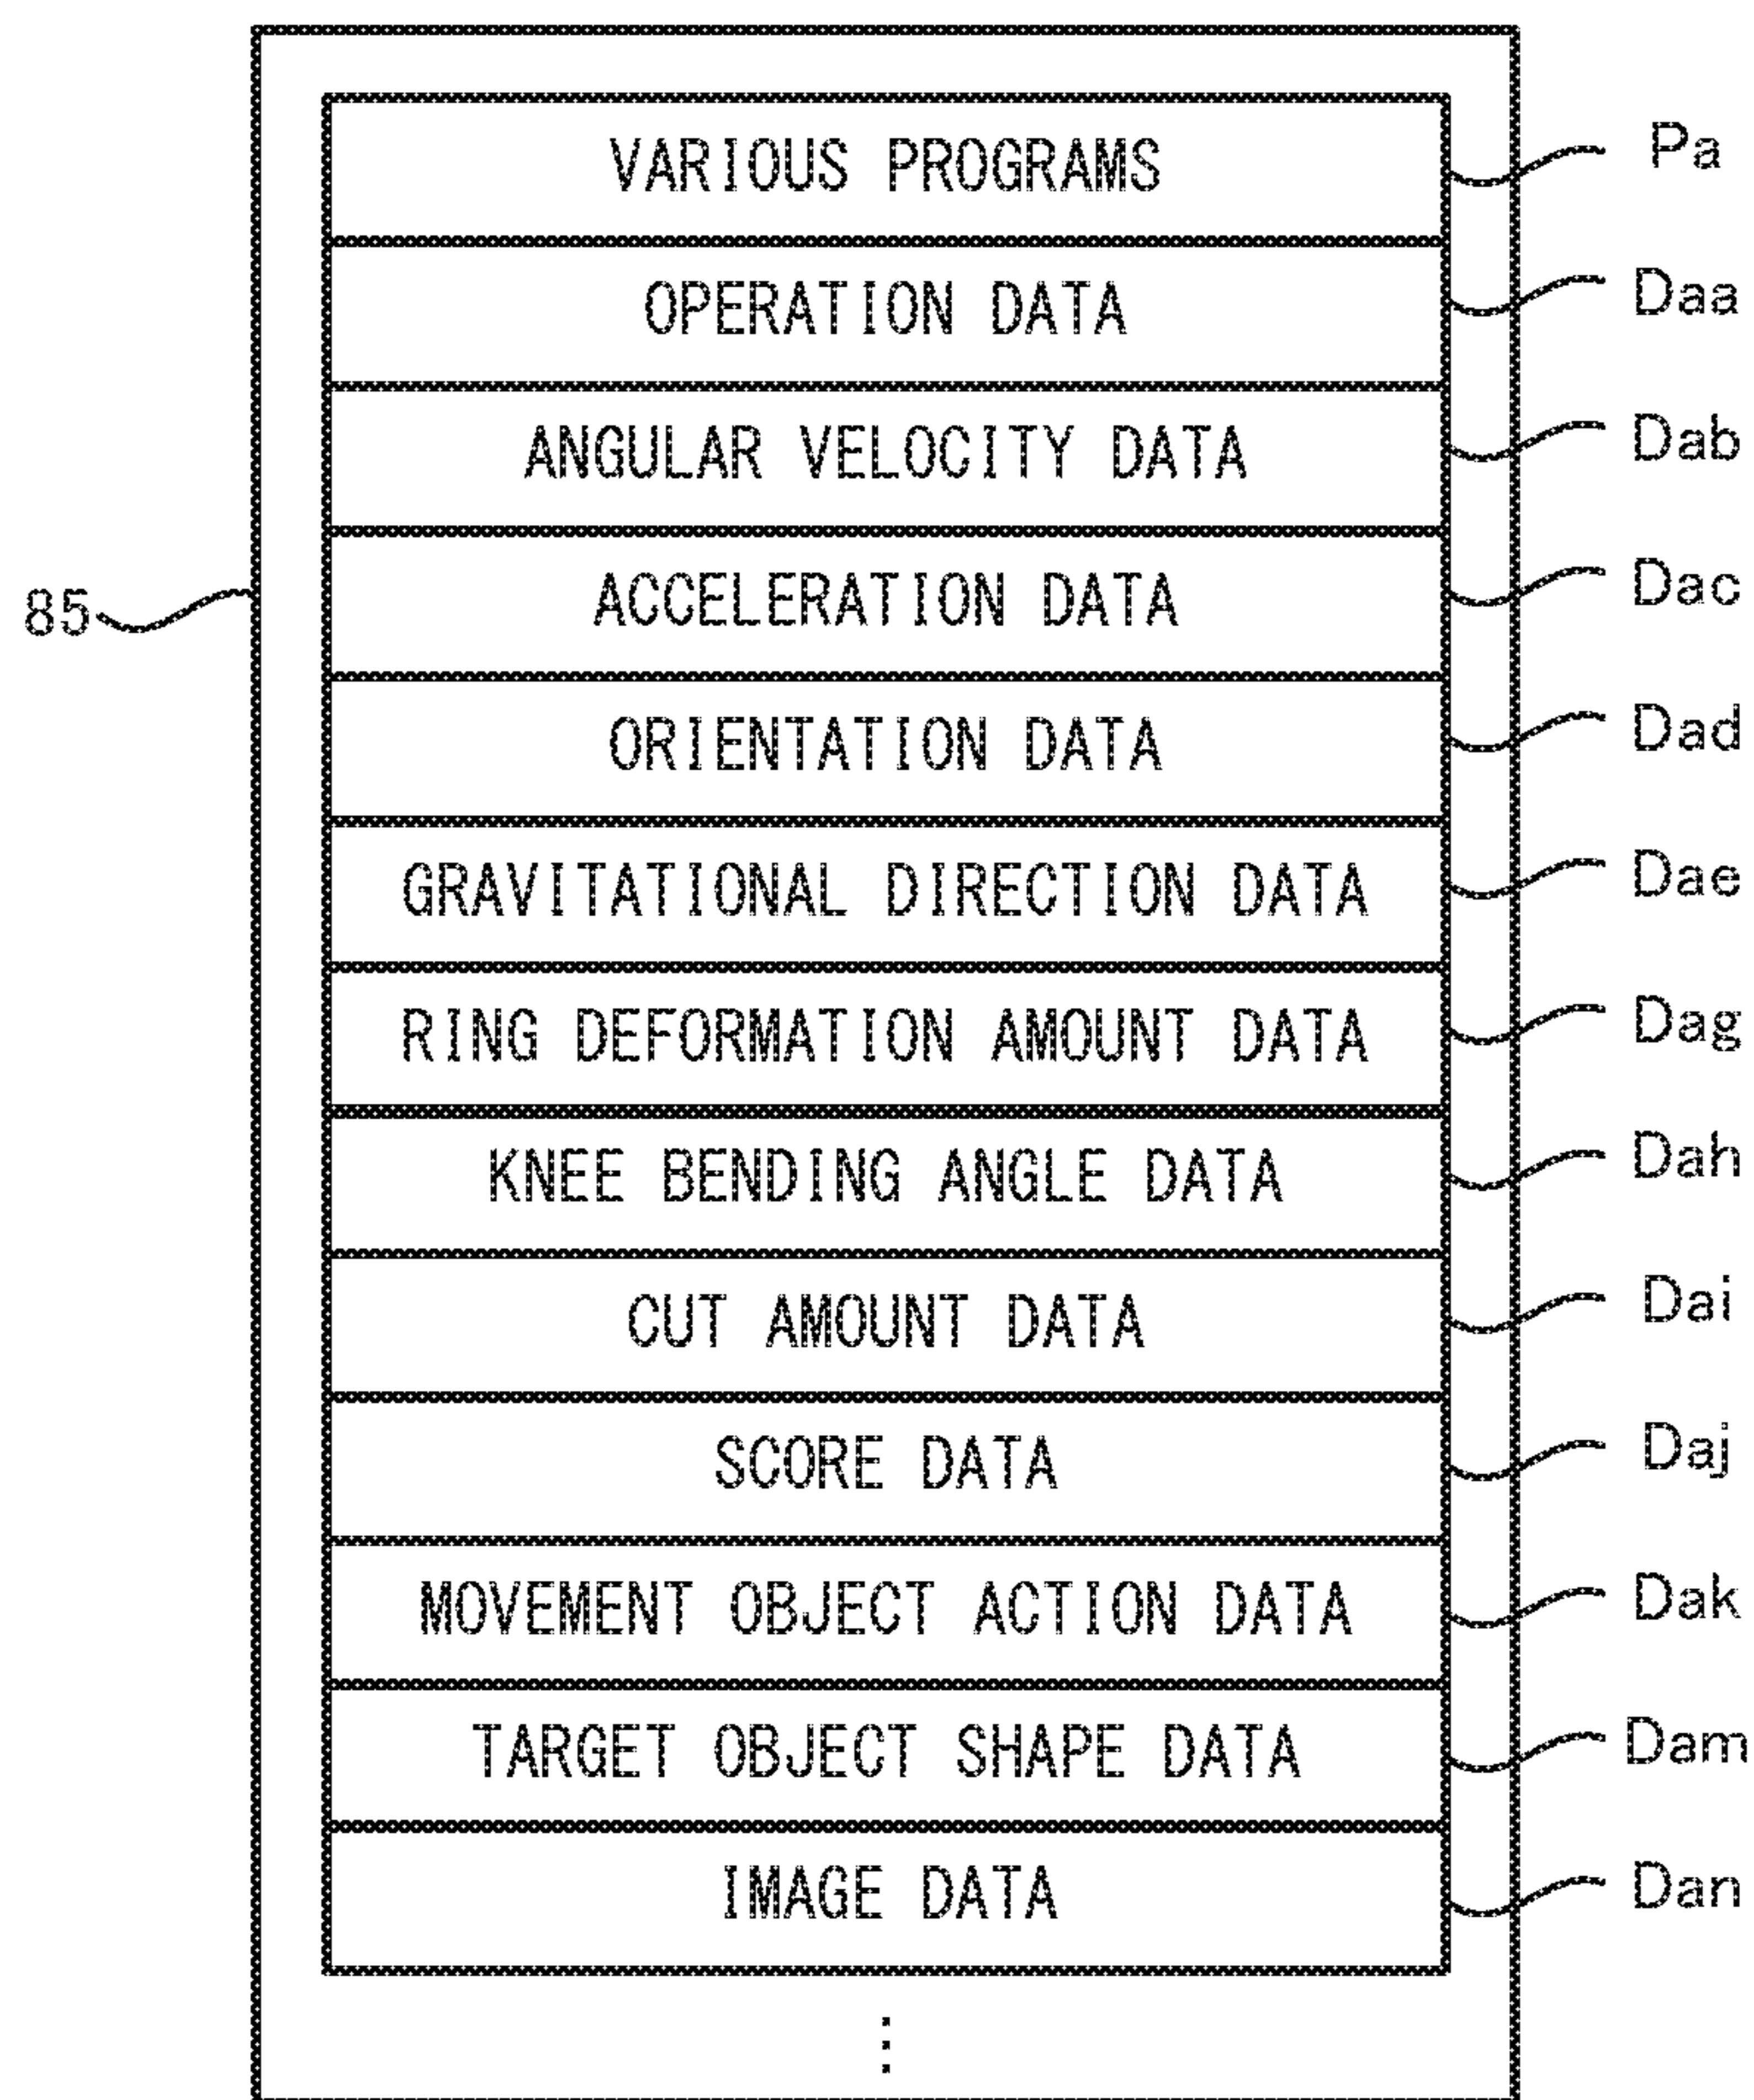 VARIOUS PROGRAMS Pa
OPERATION DATA Daa
ANGULAR VELOCITY DATA Dab
85 ACCELERATION DATA Dac
ORIENTATION DATA Dad
GRAVITATIONAL DIRECTION DATA Dae
RING DEFORMATION AMOUNT DATA Dag
KNEE BENDING ANGLE DATA Dah
CUT AMOUNT DATA Dai
SCORE DATA Daj
MOVEMENT OBJECT ACTION DATA Dak
TARGET OBJECT SHAPE DATA Dam
IMAGE DATA Dan
⋮